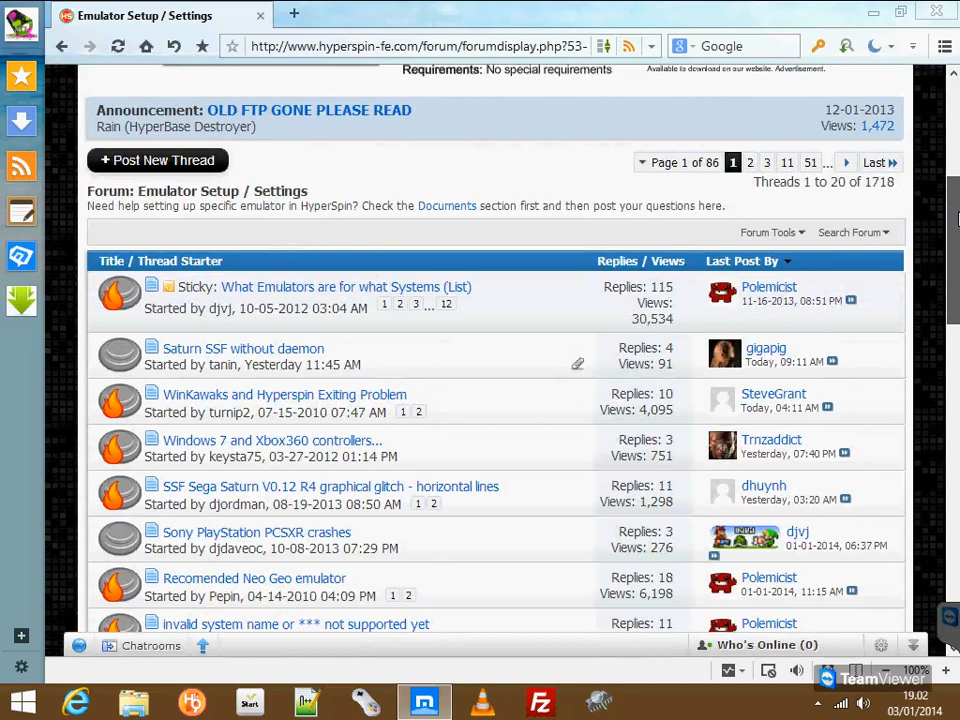 Emulator Setup / Settings
http://www.hyperspin-fe.com/forum/forumdisplay.php?53-
Google
Requirements: No special requirements
Available to download on our website. Advertisement.
Announcement: OLD FTP GONE PLEASE READ
12-01-2013
Rain (HyperBase Destroyer)
Views: 1,472
+ Post New Thread
Page 1 of 86 1 2 3 11 51 ... Last
Threads 1 to 20 of 1718
Forum: Emulator Setup / Settings
Need help setting up specific emulator in HyperSpin? Check the Documents section first and then post your questions here.
Forum Tools Search Forum
Title / Thread Starter Replies / Views Last Post By
Sticky: What Emulators are for what Systems (List)
Started by djvj, 10-05-2012 03:04 AM 1 2 3 ... 12
Replies: 115
Views:
30,534
Polemicist
11-16-2013, 08:51 PM
Saturn SSF without daemon
Started by tanin, Yesterday 11:45 AM
Replies: 4
Views: 91
gigapig
Today, 09:11 AM
WinKawaks and Hyperspin Exiting Problem
Started by turnip2, 07-15-2010 07:47 AM 1 2
Replies: 10
Views: 4,095
SteveGrant
Today, 04:11 AM
Windows 7 and Xbox360 controllers...
Started by keysta75, 03-27-2012 01:14 PM
Replies: 3
Views: 751
Trnzaddict
Yesterday, 07:40 PM
SSF Sega Saturn V0.12 R4 graphical glitch - horizontal lines
Started by djordman, 08-19-2013 08:50 AM 1 2
Replies: 11
Views: 1,298
dhuynh
Yesterday, 03:20 AM
Sony PlayStation PCSXR crashes
Started by djdaveoc, 10-08-2013 07:29 PM
Replies: 3
Views: 276
djvj
01-01-2014, 06:37 PM
Recomended Neo Geo emulator
Started by Pepin, 04-14-2010 04:09 PM 1 2
Replies: 18
Views: 6,198
Polemicist
01-01-2014, 11:15 AM
invalid system name or *** not supported yet
Replies: 11
Polemicist
Chatrooms
Who's Online (0)
100%
TeamViewer
Start
19.02
03/01/2014